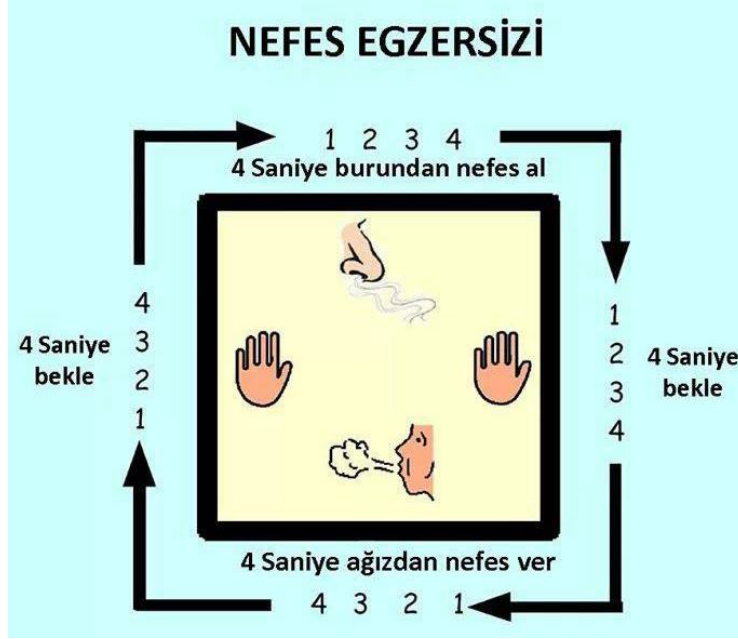 NEFES EGZERSİZİ
1 2 3 4
4 Saniye burundan nefes al
1
2
3
4
4 Saniye
bekle
4 Saniye ağızdan nefes ver
4 3 2 1
4
3
2
1
4 Saniye
bekle